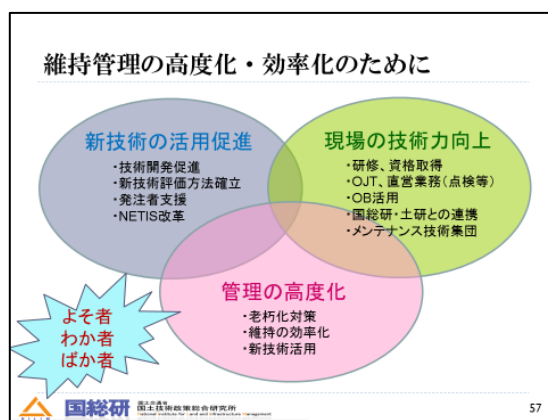 維持管理の高度化・効率化のために
新技術の活用促進
・技術開発促進
・新技術評価方法確立
・発注者支援
・NETIS改革
現場の技術力向上
・研修、資格取得
・OJT、直営業務（点検等）
・OB活用
・国総研・土研との連携
・メンテナンス技術集団
管理の高度化
・老朽化対策
・維持の効率化
・新技術活用
よそ者
わか者
ばか者
国総研
国土交通省
国土技術政策総合研究所
National Institute for Land and Infrastructure Management
57